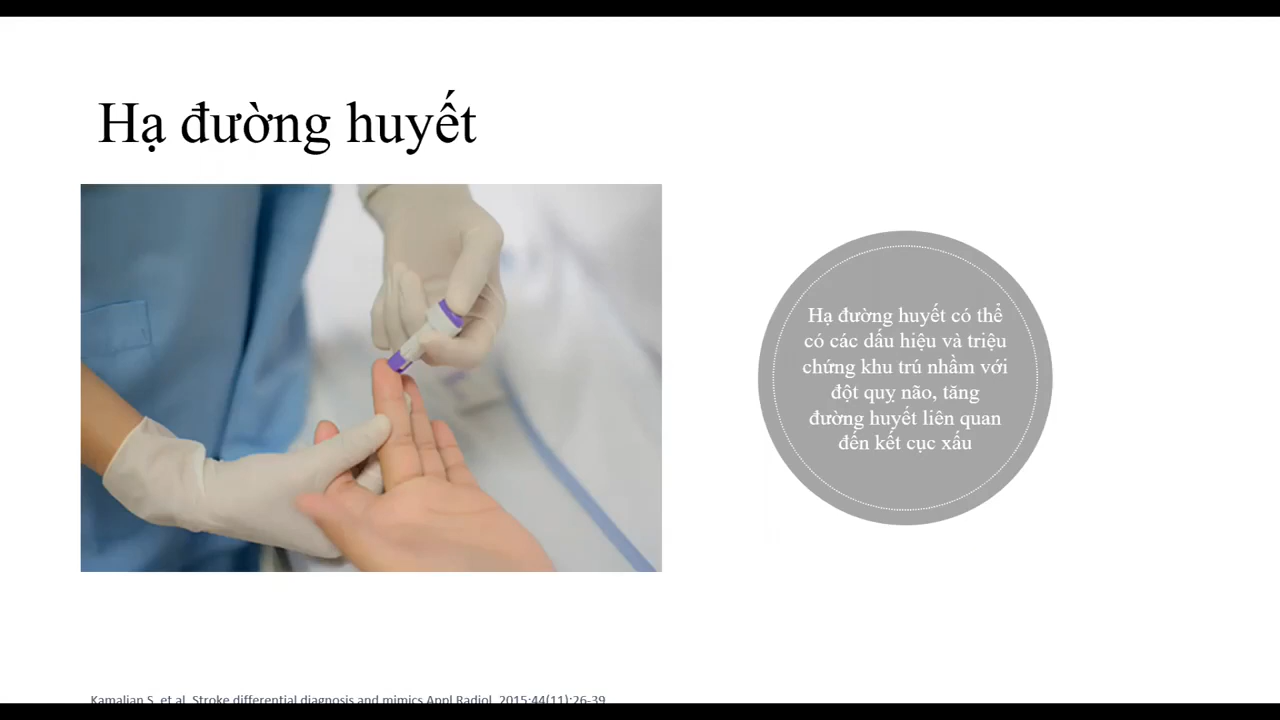 Hạ đường huyết
Hạ đường huyết có thể
có các dấu hiệu và triệu
chứng khu trú nhầm với
đột quỵ não, tăng
đường huyết liên quan
đến kết cục xấu
Kamalian S, et al. Stroke differential diagnosis and mimics Appl Radiol. 2015;44(11):26-39